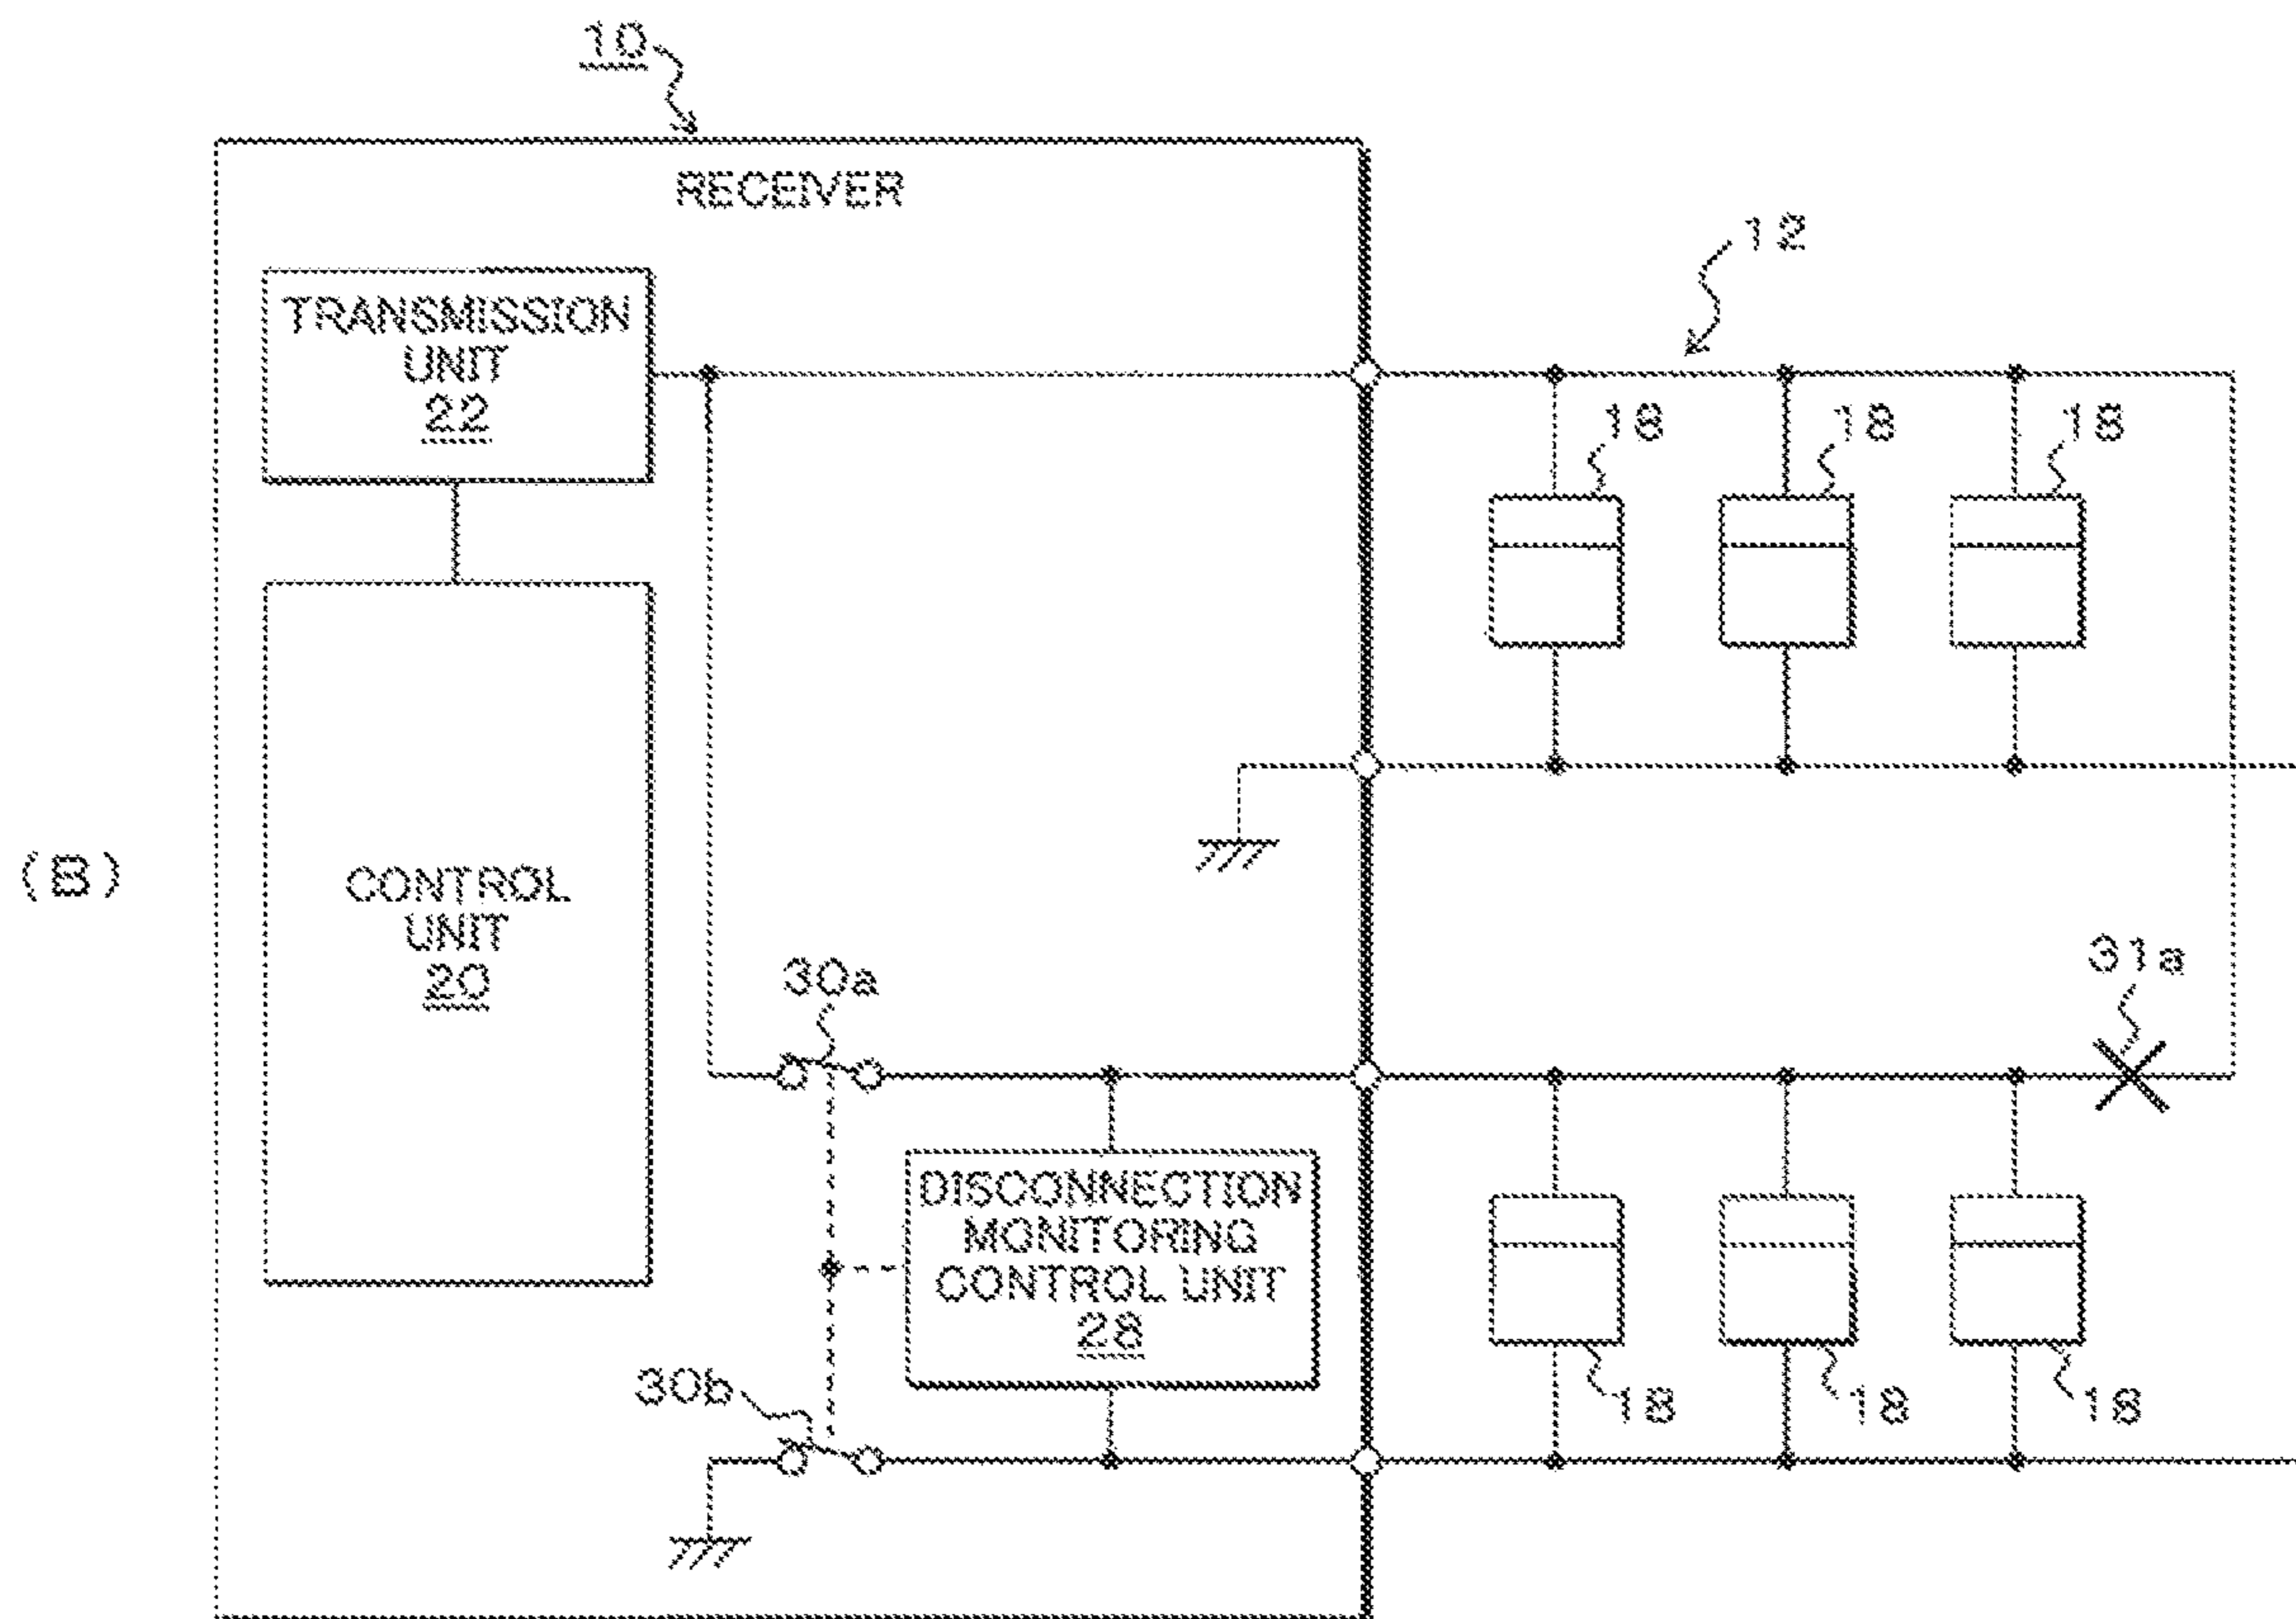 10
RECEIVER
12
TRANSMISSION
UNIT
22
18
18
18
(B)
CONTROL
UNIT
20
31a
30a
DISCONNECTION
MONITORING
CONTROL UNIT
28
30b
18
18
18